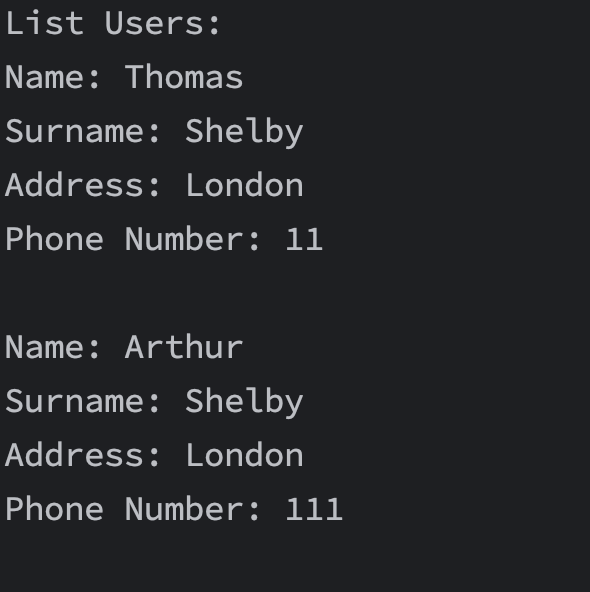 List Users:
Name: Thomas
Surname: Shelby
Address: London
Phone Number: 11
Name: Arthur
Surname: Shelby
Address: London
Phone Number: 111